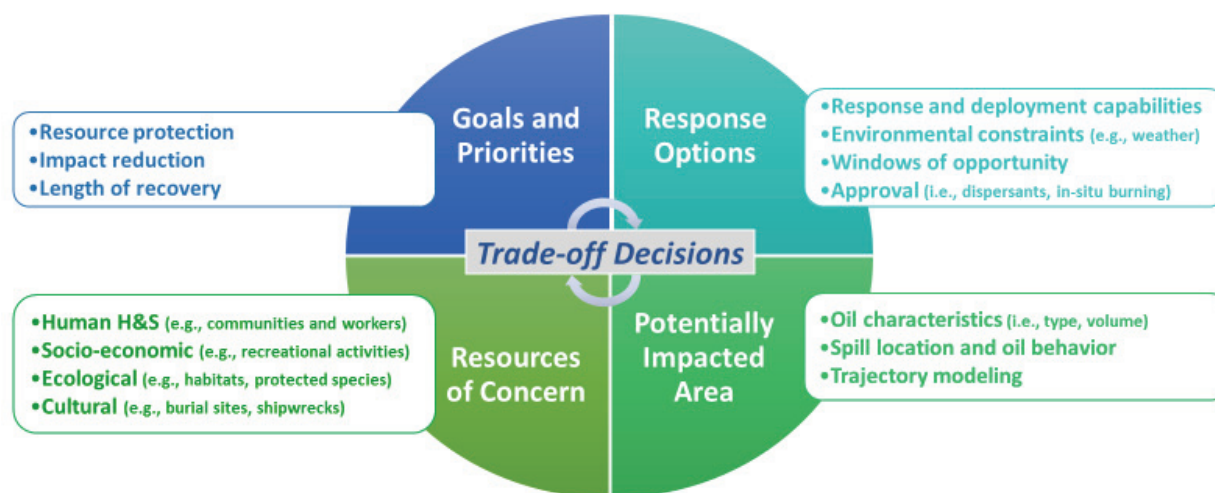 Goals and
Priorities
•Resource protection
•Impact reduction
•Length of recovery
Response
Options
•Response and deployment capabilities
•Environmental constraints (e.g., weather)
•Windows of opportunity
•Approval (i.e., dispersants, in-situ burning)
Trade-off Decisions
Resources
of Concern
•Human H&S (e.g., communities and workers)
•Socio-economic (e.g., recreational activities)
•Ecological (e.g., habitats, protected species)
•Cultural (e.g., burial sites, shipwrecks)
Potentially
Impacted
Area
•Oil characteristics (i.e., type, volume)
•Spill location and oil behavior
•Trajectory modeling